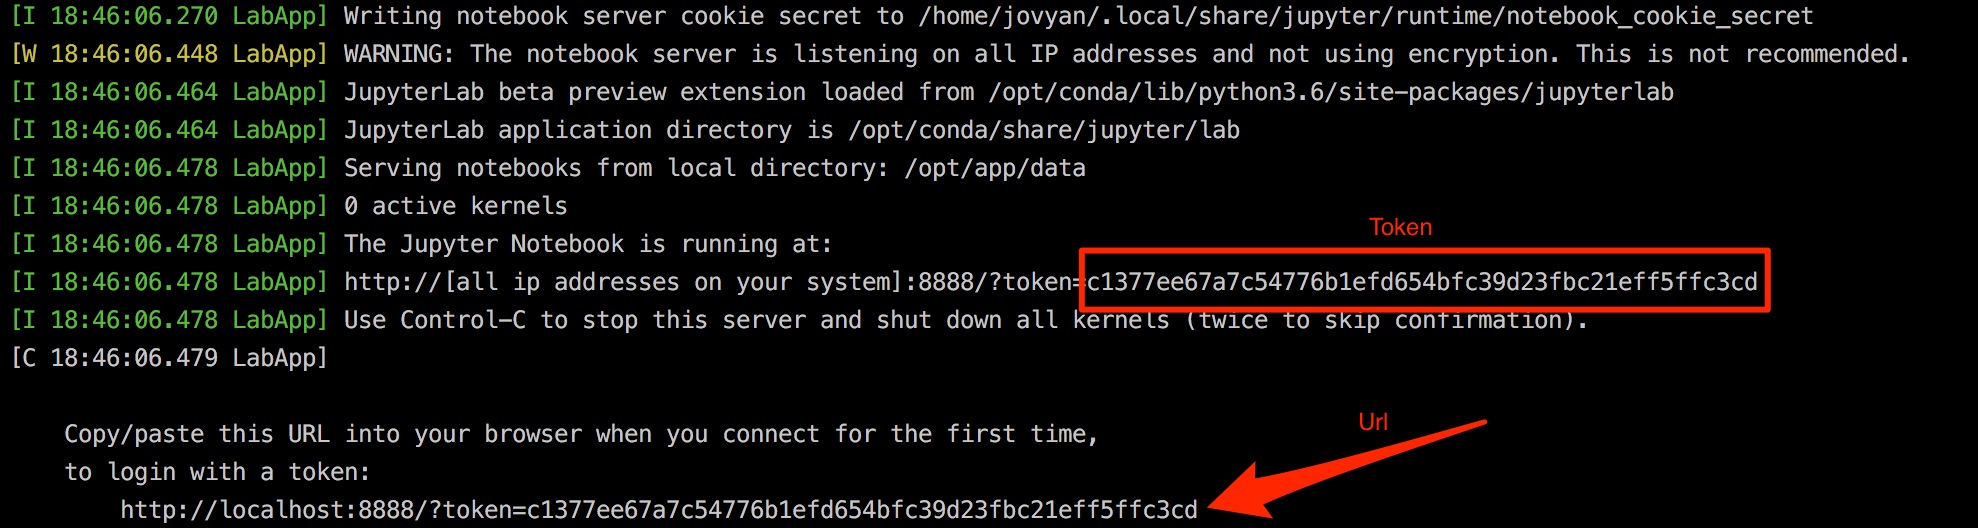 [I 18:46:06.270 LabApp] Writing notebook server cookie secret to /home/jovyan/.local/share/jupyter/runtime/notebook_cookie_secret
[W 18:46:06.448 LabApp] WARNING: The notebook server is listening on all IP addresses and not using encryption. This is not recommended.
[I 18:46:06.464 LabApp] JupyterLab beta preview extension loaded from /opt/conda/lib/python3.6/site-packages/jupyterlab
[I 18:46:06.464 LabApp] JupyterLab application directory is /opt/conda/share/jupyter/lab
[I 18:46:06.478 LabApp] Serving notebooks from local directory: /opt/app/data
[I 18:46:06.478 LabApp] 0 active kernels
Token
[I 18:46:06.478 LabApp] The Jupyter Notebook is running at:
[I 18:46:06.478 LabApp] http://[all ip addresses on your system]:8888/?token=c1377ee67a7c54776b1efd654bfc39d23fbc21eff5ffc3cd
[I 18:46:06.478 LabApp] Use Control-C to stop this server and shut down all kernels (twice to skip confirmation).
[C 18:46:06.479 LabApp]
Url
Copy/paste this URL into your browser when you connect for the first time,
to login with a token:
http://localhost:8888/?token=c1377ee67a7c54776b1efd654bfc39d23fbc21eff5ffc3cd